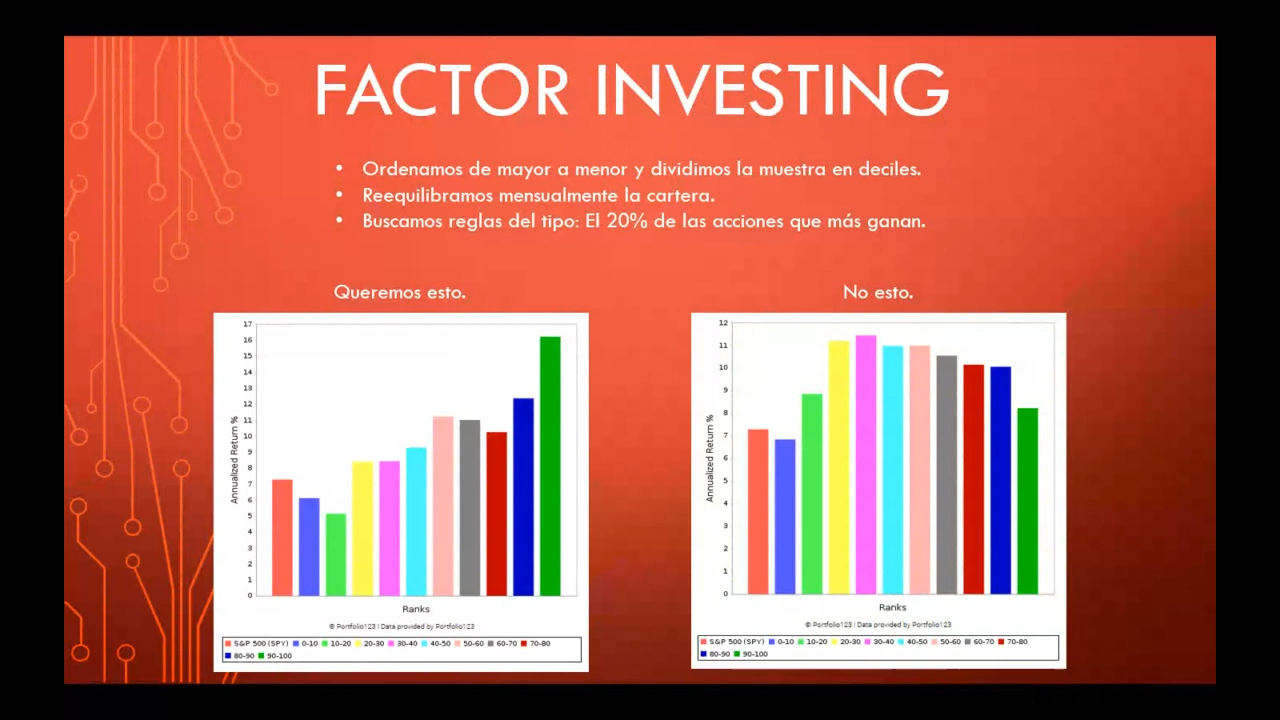 FACTOR INVESTING
• Ordenamos de mayor a menor y dividimos la muestra en deciles.
• Reequilibramos mensualmente la cartera.
• Buscamos reglas del tipo: El 20% de las acciones que más ganan.
Queremos esto.
17
16
15
14
13
12
11
10
9
8
7
6
5
4
3
2
1
0
Annualized Return %
Ranks
© Portfolio123 | Data provided by Portfolio123
S&P 500 (SPY) 0-10 10-20 20-30 30-40 40-50 50-60 60-70 70-80
80-90 90-100
No esto.
12
11
10
9
8
7
6
5
4
3
2
1
0
Annualized Return %
Ranks
© Portfolio123 | Data provided by Portfolio123
S&P 500 (SPY) 0-10 10-20 20-30 30-40 40-50 50-60 60-70 70-80
80-90 90-100